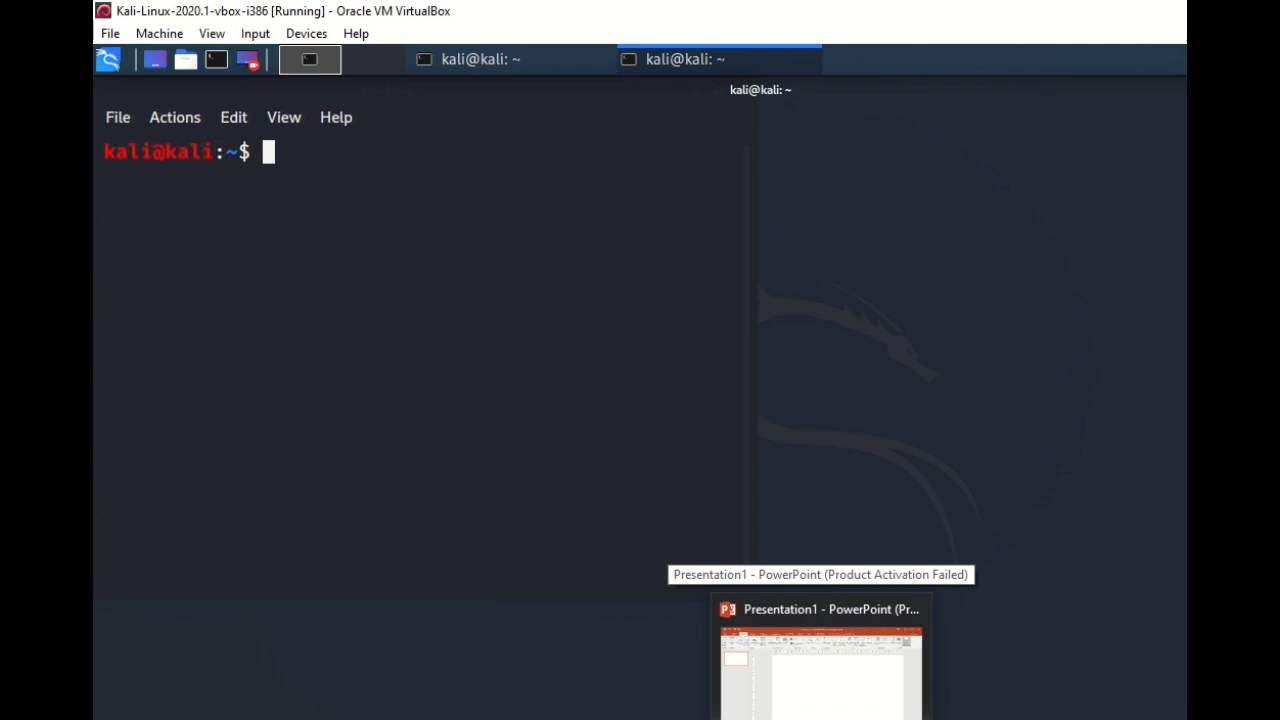 Kali-Linux-2020.1-vbox-i386 [Running] - Oracle VM VirtualBox
File Machine View Input Devices Help
kali@kali: ~ kali@kali: ~
kali@kali: ~
File Actions Edit View Help
kali@kali:~$
Presentation1 - PowerPoint (Product Activation Failed)
Presentation1 - PowerPoint (Pr...